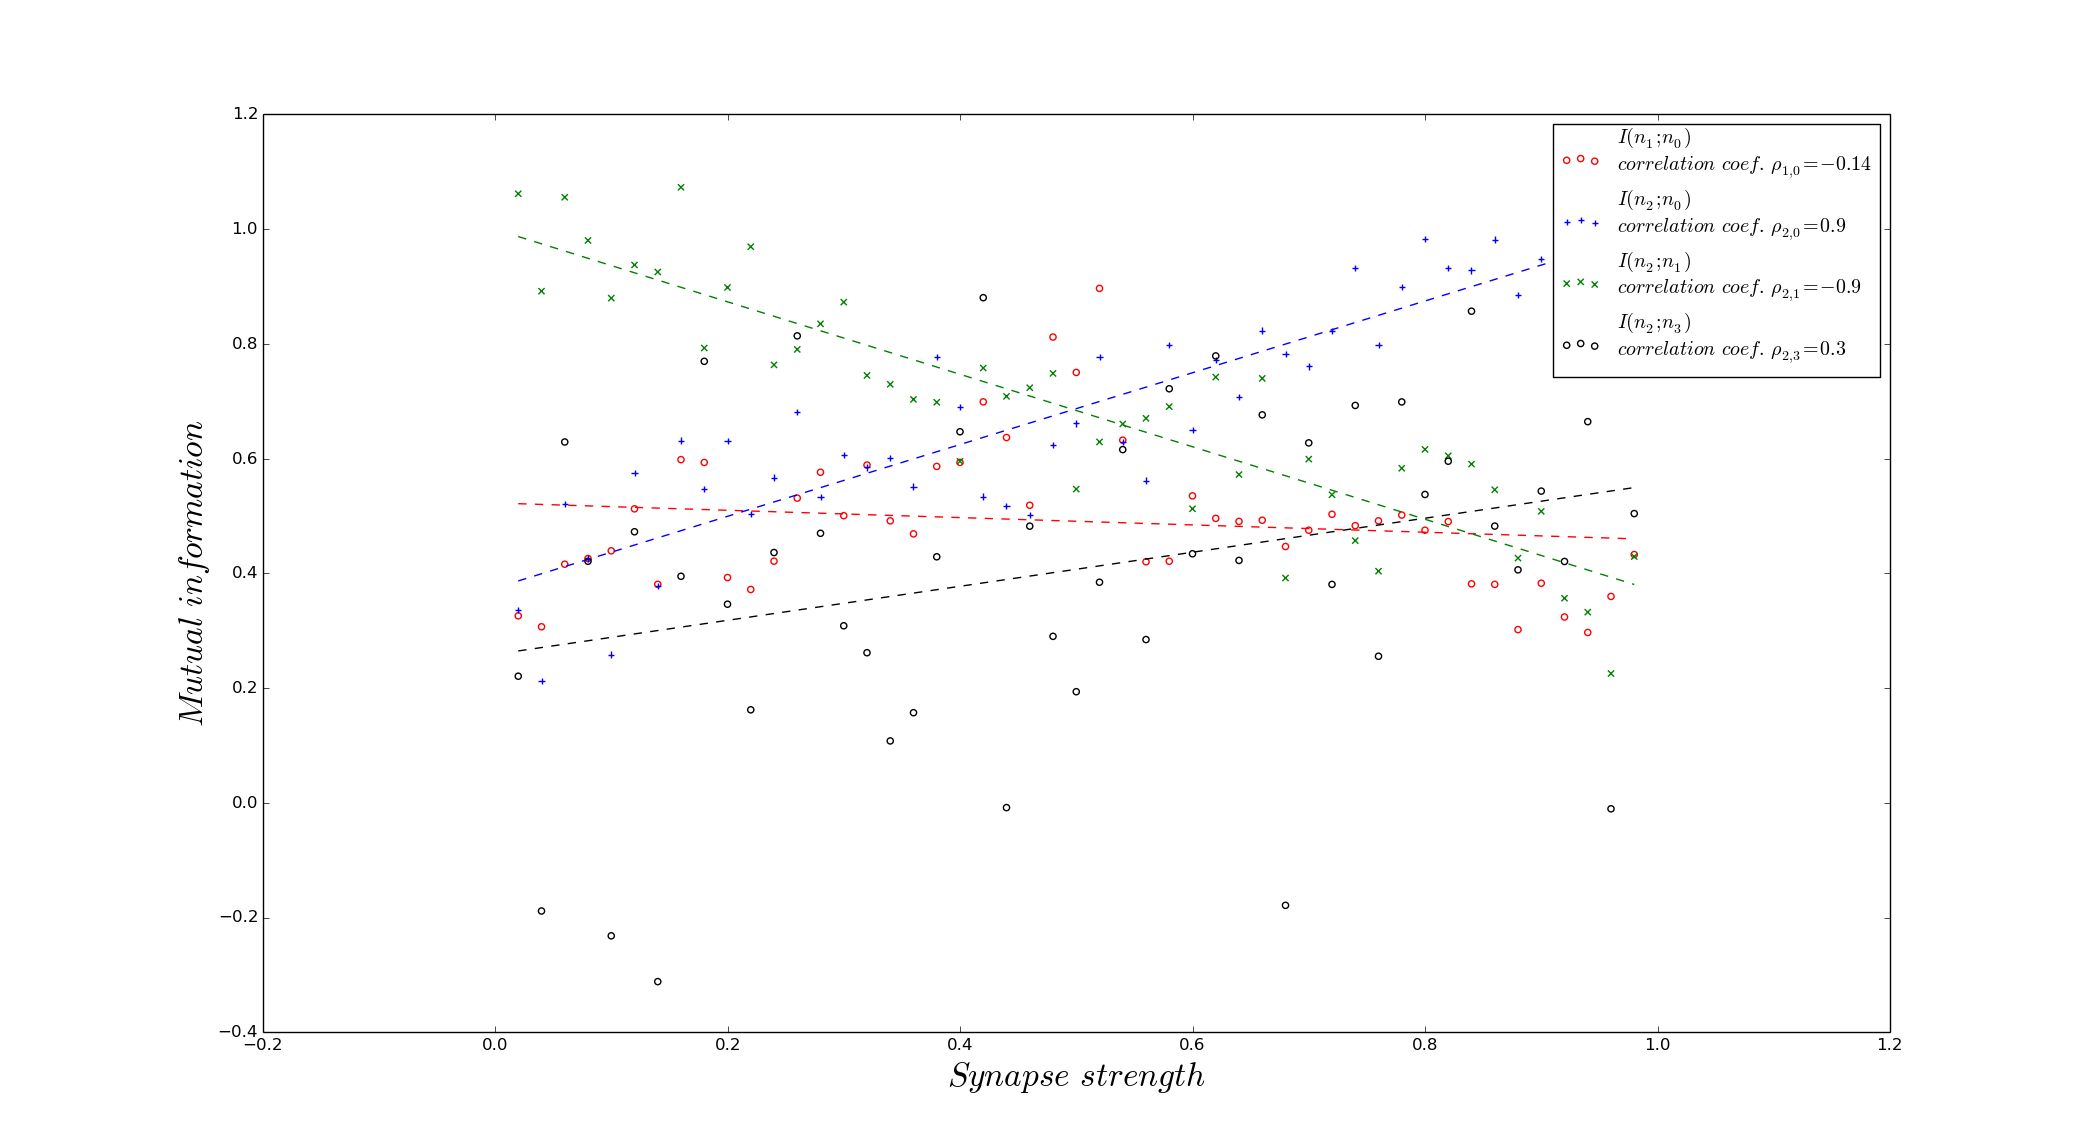 1.2
1.0
0.8
0.6
0.4
0.2
0.0
−0.2
−0.4
−0.2 0.0 0.2 0.4 0.6 0.8 1.0 1.2
Mutual information
Synapse strength
I(n₁;n₀)
correlation coef. ρ₁,₀=−0.14
I(n₂;n₀)
correlation coef. ρ₂,₀=0.9
I(n₂;n₁)
correlation coef. ρ₂,₁=−0.9
I(n₂;n₃)
correlation coef. ρ₂,₃=0.3